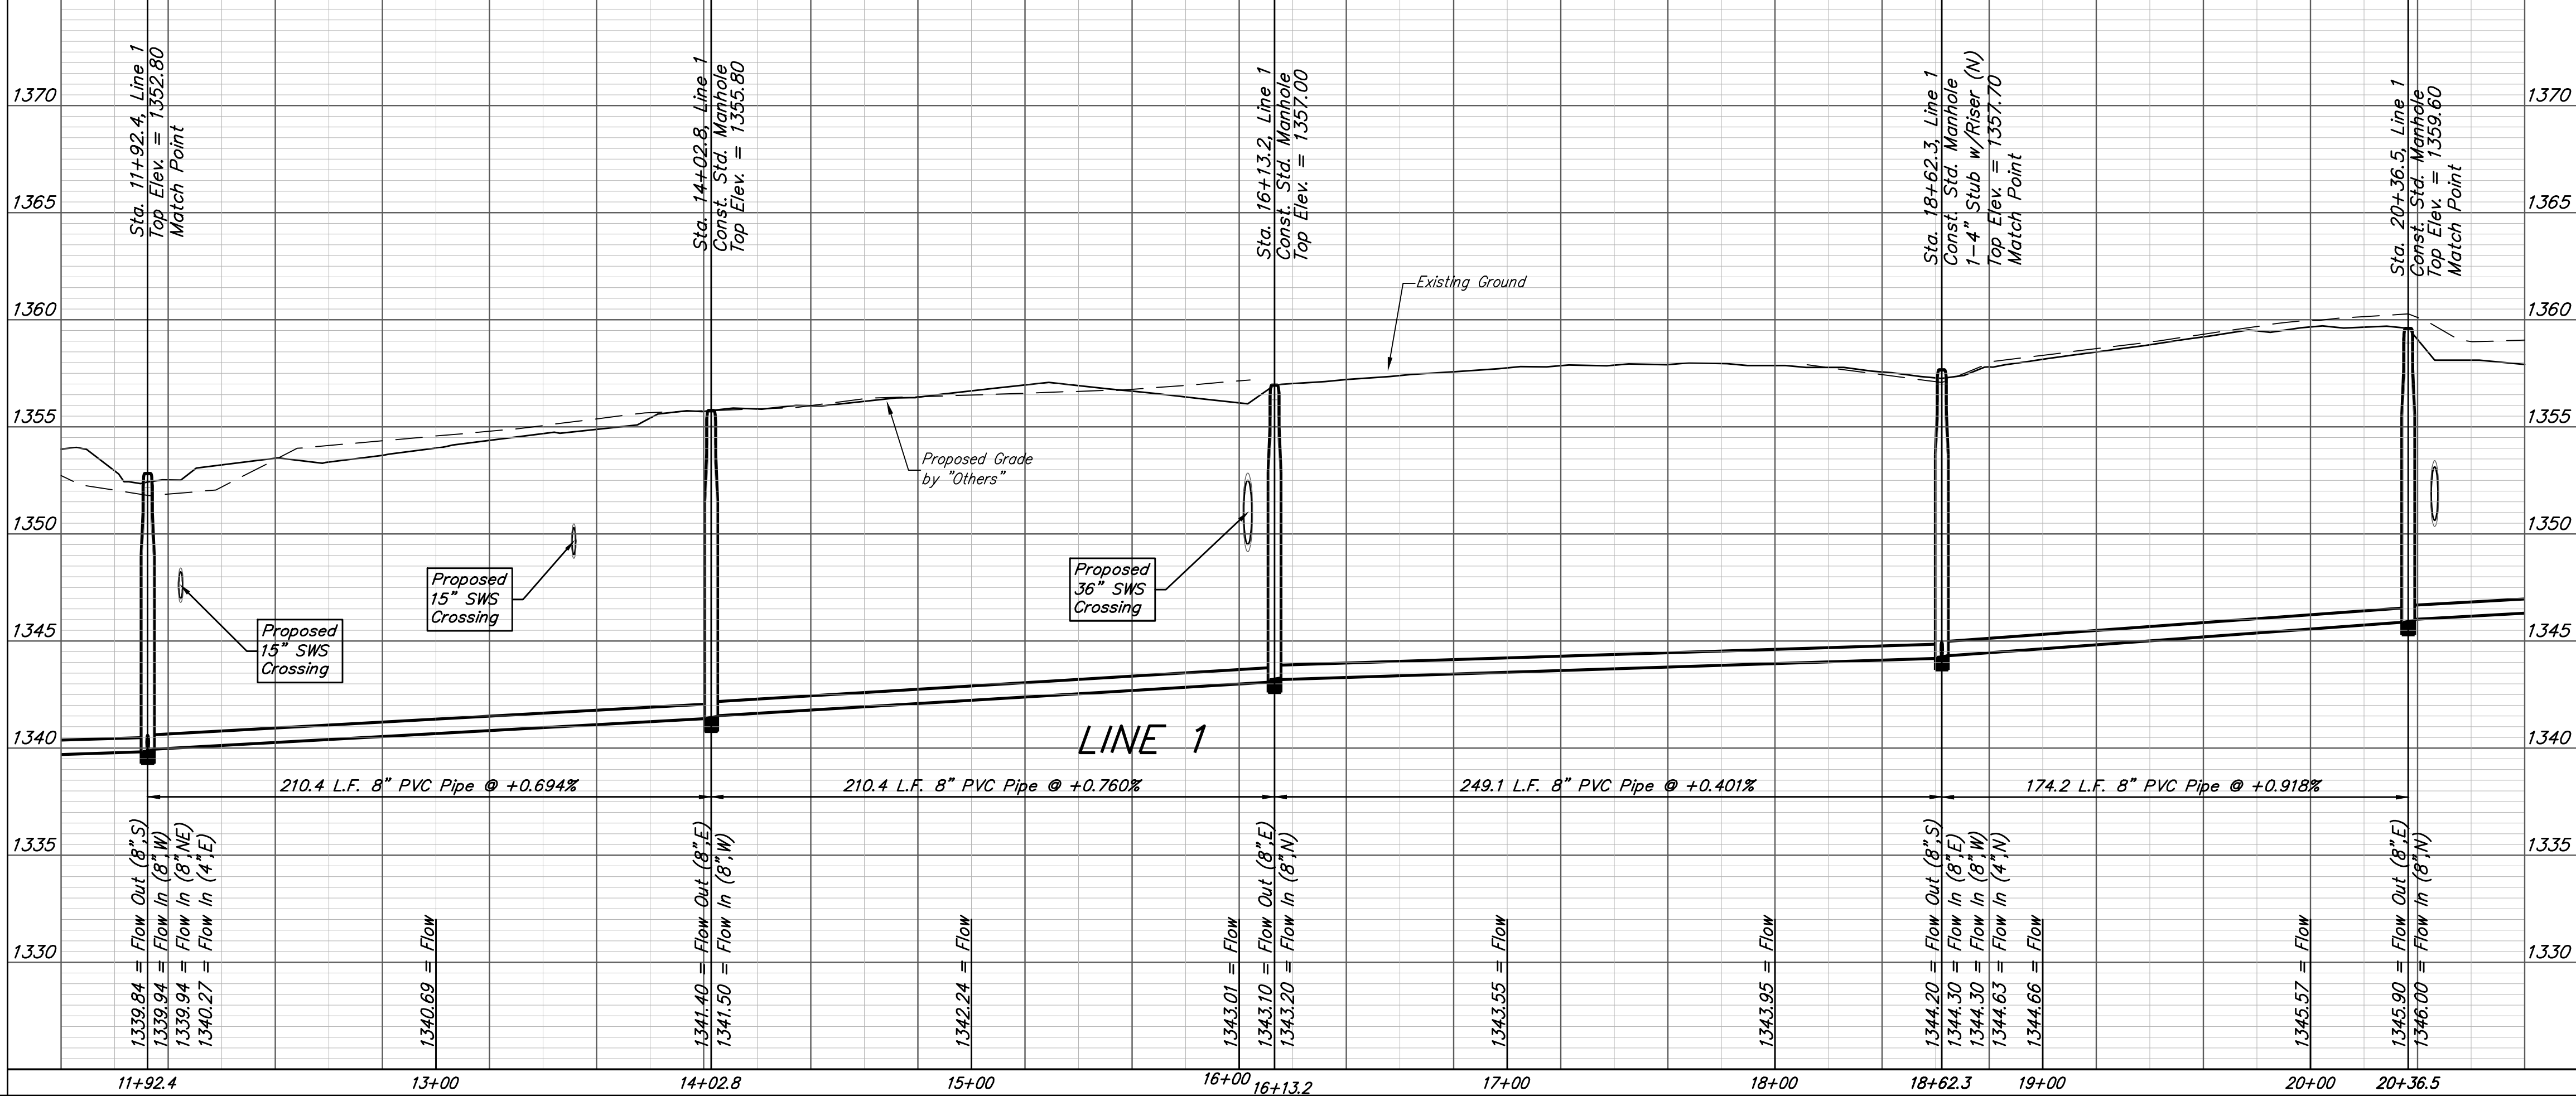 Sta. 11+92.4, Line 1
Top Elev. = 1352.80
Match Point
Sta. 14+02.8, Line 1
Const. Std. Manhole
Top Elev. = 1355.80
Sta. 16+13.2, Line 1
Const. Std. Manhole
Top Elev. = 1357.00
Sta. 18+62.3, Line 1
Const. Std. Manhole
1-4" Stub w/Riser (N)
Top Elev. = 1357.70
Match Point
Sta. 20+36.5, Line 1
Const. Std. Manhole
Top Elev. = 1359.60
Match Point
1370
1365
1360
1355
1350
1345
1340
1335
1330
1370
1365
1360
1355
1350
1345
1340
1335
1330
Existing Ground
Proposed Grade
by "Others"
Proposed
15" SWS
Crossing
Proposed
15" SWS
Crossing
Proposed
36" SWS
Crossing
LINE 1
210.4 L.F. 8" PVC Pipe @ +0.694%
210.4 L.F. 8" PVC Pipe @ +0.760%
249.1 L.F. 8" PVC Pipe @ +0.401%
174.2 L.F. 8" PVC Pipe @ +0.918%
1339.84 = Flow Out (8",S)
1339.94 = Flow In (8",W)
1339.94 = Flow In (8",NE)
1340.27 = Flow In (4",E)
1340.69 = Flow
1341.40 = Flow Out (8",E)
1341.50 = Flow In (8",W)
1342.24 = Flow
1343.01 = Flow
1343.10 = Flow Out (8",E)
1343.20 = Flow In (8",N)
1343.55 = Flow
1343.95 = Flow
1344.20 = Flow Out (8",S)
1344.30 = Flow In (8",E)
1344.30 = Flow In (8",W)
1344.63 = Flow In (4",N)
1344.66 = Flow
1345.57 = Flow
1345.90 = Flow Out (8",E)
1346.00 = Flow In (8",N)
11+92.4
13+00
14+02.8
15+00
16+00
16+13.2
17+00
18+00
18+62.3
19+00
20+00
20+36.5